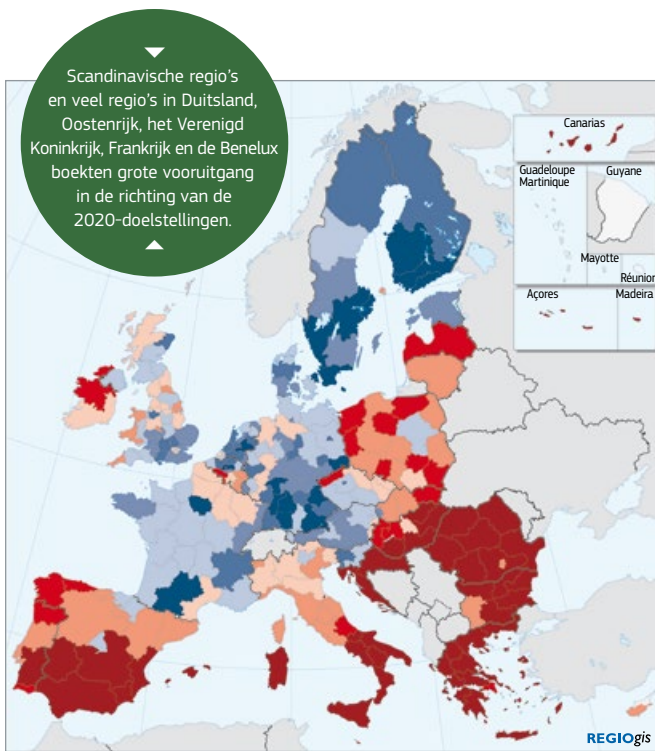 Scandinavische regio's
en veel regio's in Duitsland,
Oostenrijk, het Verenigd
Koninkrijk, Frankrijk en de Benelux
boekten grote vooruitgang
in de richting van de
2020-doelstellingen.
Canarias
Guadeloupe
Martinique
Guyane
Mayotte
Réunion
Açores
Madeira
REGIOgis